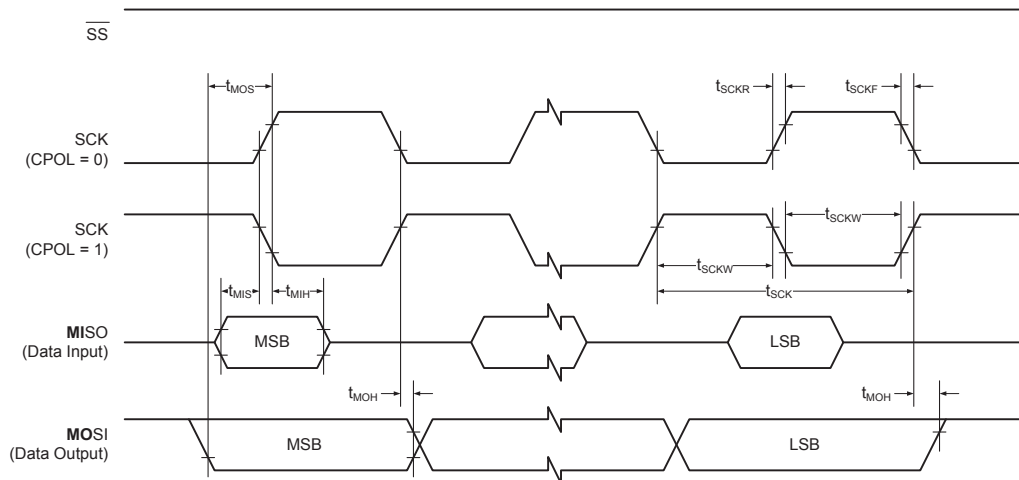 SS
tMOS
tSCKR
tSCKF
SCK
(CPOL = 0)
SCK
(CPOL = 1)
tSCKW
tSCKW
tMIS
tMIH
tSCK
MISO
(Data Input)
MSB
LSB
tMOH
tMOH
MOSI
(Data Output)
MSB
LSB